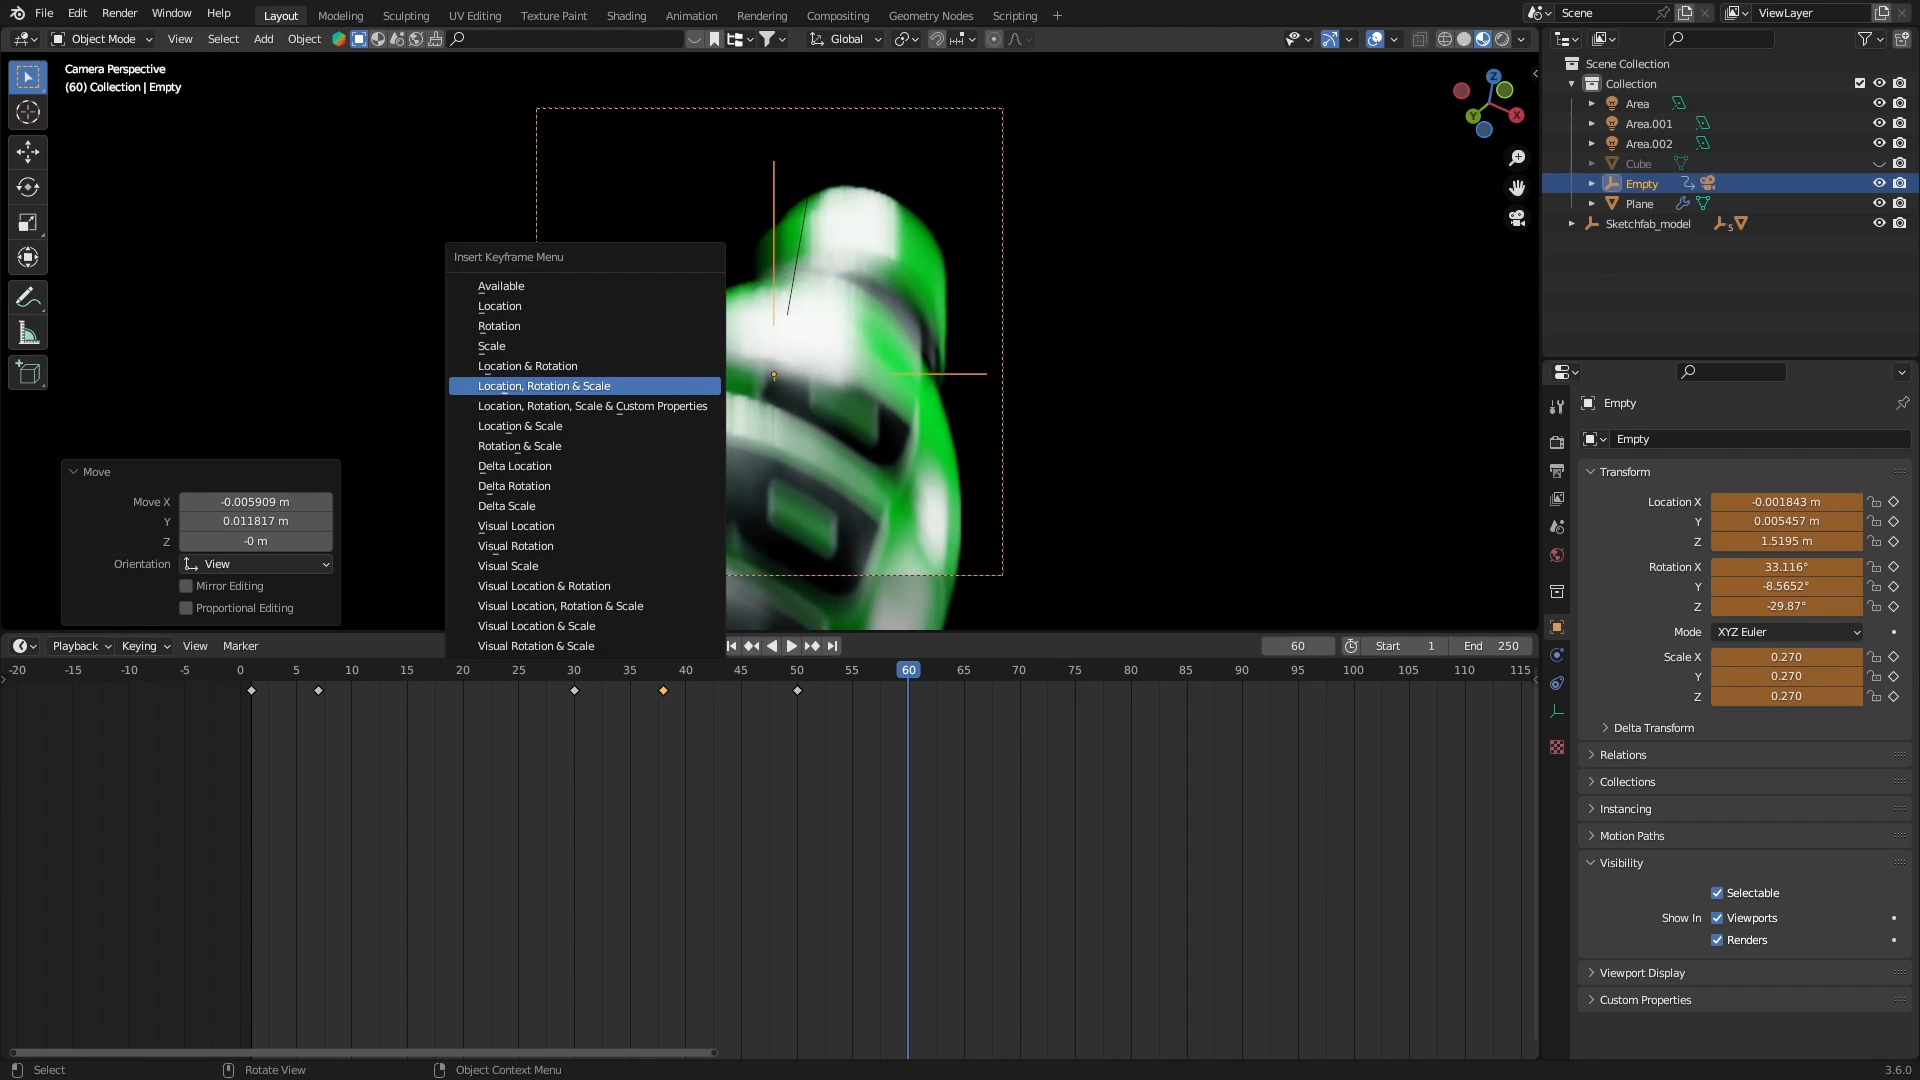 File Edit Render Window Help Layout Modeling Sculpting UV Editing Texture Paint Shading Animation Rendering Compositing Geometry Nodes Scripting Scene ViewLayer
Object Mode View Select Add Object Global
Camera Perspective
(60) Collection | Empty
Scene Collection
Collection
Area
Area.001
Area.002
Cube
Empty
Plane
Sketchfab_model 5
Z
Y
X
Insert Keyframe Menu
Available
Location
Rotation
Scale
Location & Rotation
Location, Rotation & Scale
Location, Rotation, Scale & Custom Properties
Location & Scale
Rotation & Scale
Delta Location
Delta Rotation
Delta Scale
Visual Location
Visual Rotation
Visual Scale
Visual Location & Rotation
Visual Location, Rotation & Scale
Visual Location & Scale
Visual Rotation & Scale
Move
Move X -0.005909 m
Y 0.011817 m
Z -0 m
Orientation View
Mirror Editing
Proportional Editing
Empty
Empty
Transform
Location X -0.001843 m
Y 0.005457 m
Z 1.5195 m
Rotation X 33.116°
Y -8.5652°
Z -29.87°
Mode XYZ Euler
Scale X 0.270
Y 0.270
Z 0.270
Delta Transform
Relations
Collections
Instancing
Motion Paths
Visibility
Selectable
Show In Viewports
Renders
Viewport Display
Custom Properties
Playback Keying View Marker 60 Start 1 End 250
-20 -15 -10 -5 0 5 10 15 20 25 30 35 40 45 50 55 60 65 70 75 80 85 90 95 100 105 110 115
Select Rotate View Object Context Menu 3.6.0